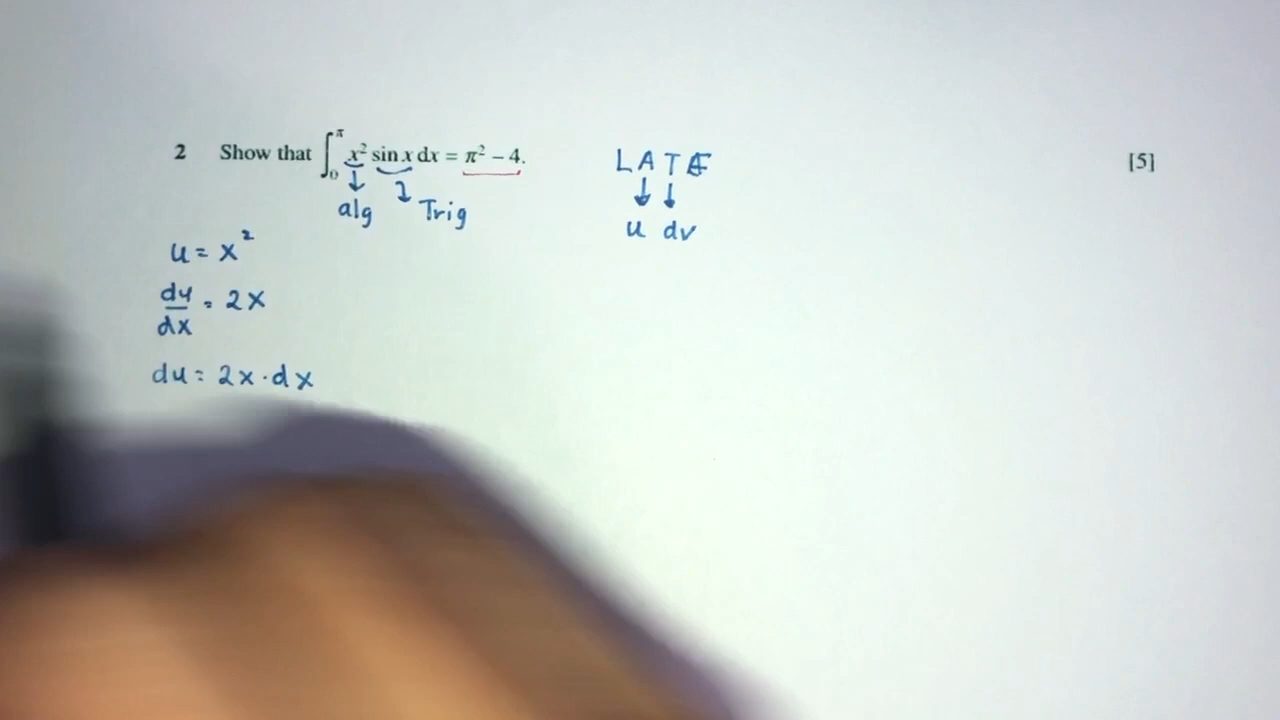 2 Show that ∫₀^π x² sin x dx = π² − 4. [5]
LATE
↓ ↓
alg Trig
u dv
u = x²
du/dx = 2x
du = 2x·dx